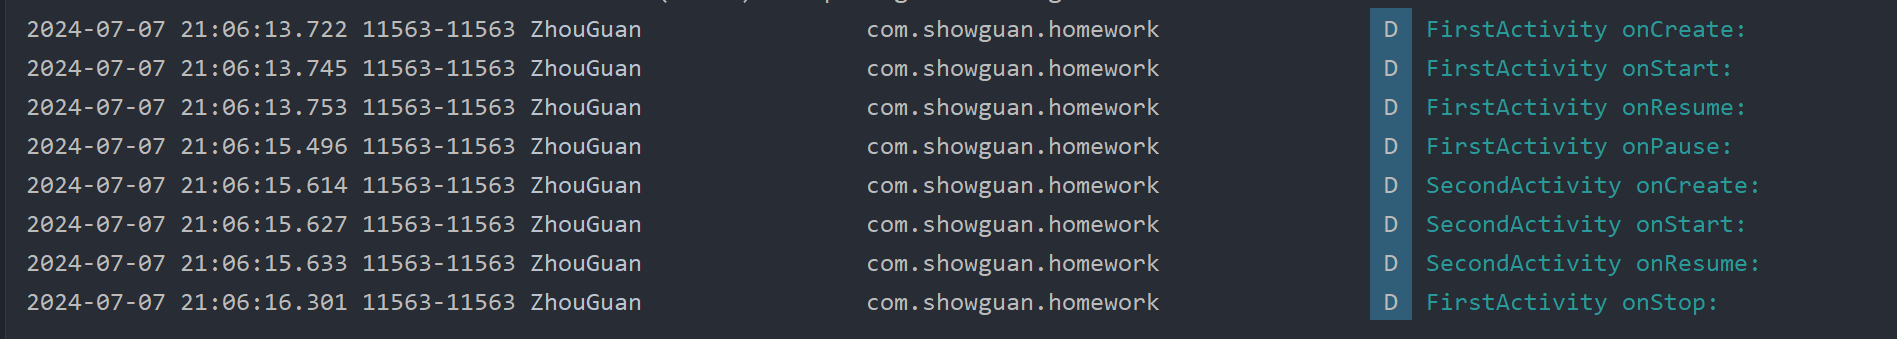 2024-07-07 21:06:13.722 11563-11563 ZhouGuan com.showguan.homework D FirstActivity onCreate:
2024-07-07 21:06:13.745 11563-11563 ZhouGuan com.showguan.homework D FirstActivity onStart:
2024-07-07 21:06:13.753 11563-11563 ZhouGuan com.showguan.homework D FirstActivity onResume:
2024-07-07 21:06:15.496 11563-11563 ZhouGuan com.showguan.homework D FirstActivity onPause:
2024-07-07 21:06:15.614 11563-11563 ZhouGuan com.showguan.homework D SecondActivity onCreate:
2024-07-07 21:06:15.627 11563-11563 ZhouGuan com.showguan.homework D SecondActivity onStart:
2024-07-07 21:06:15.633 11563-11563 ZhouGuan com.showguan.homework D SecondActivity onResume:
2024-07-07 21:06:16.301 11563-11563 ZhouGuan com.showguan.homework D FirstActivity onStop: